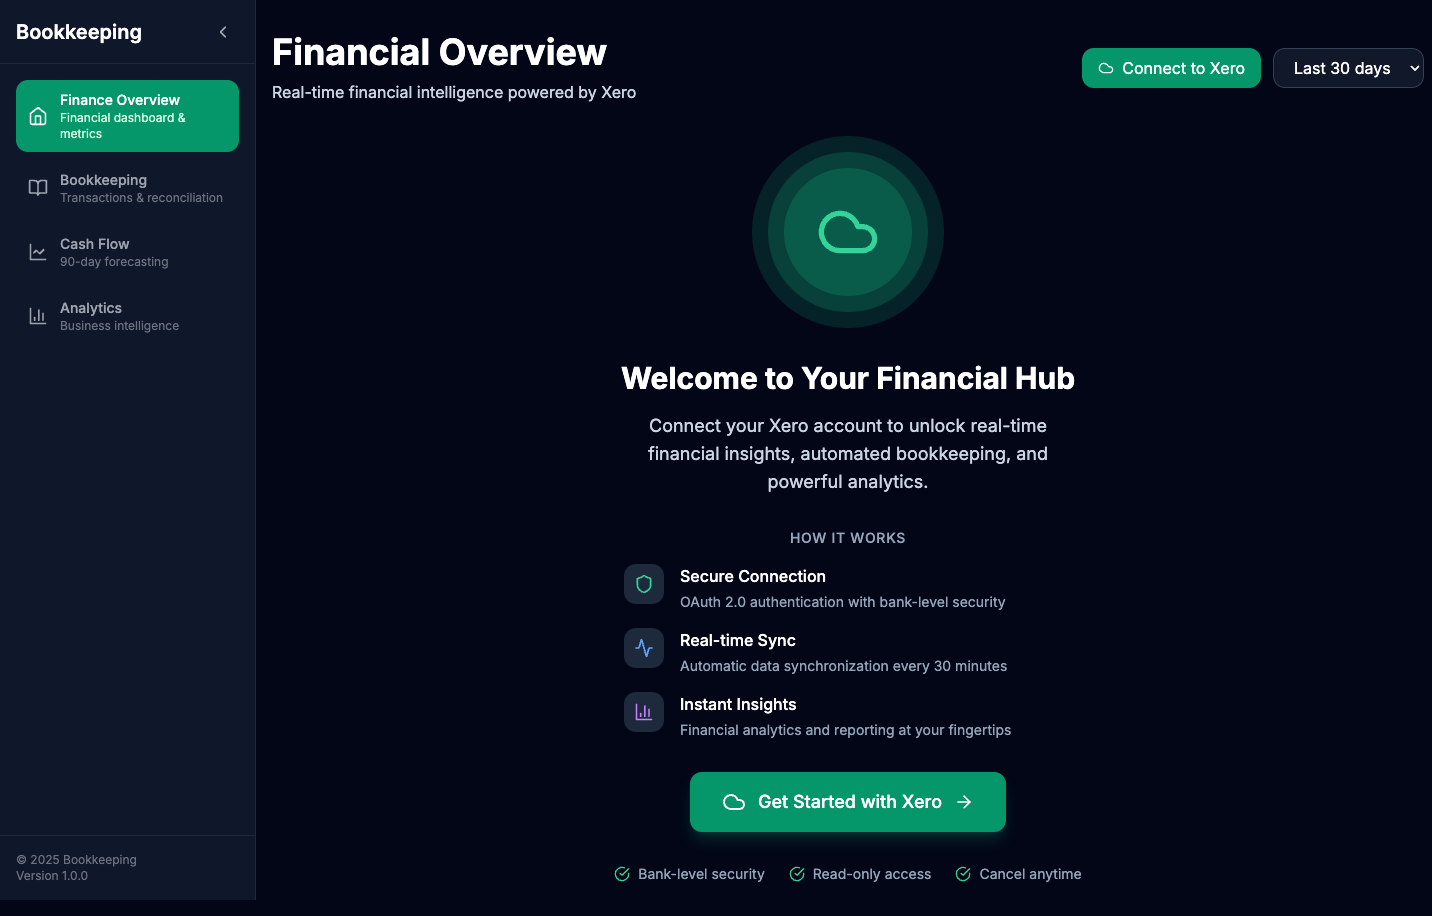 Bookkeeping
Finance Overview
Financial dashboard &
metrics
Bookkeeping
Transactions & reconciliation
Cash Flow
90-day forecasting
Analytics
Business intelligence
© 2025 Bookkeeping
Version 1.0.0
Financial Overview
Real-time financial intelligence powered by Xero
Connect to Xero
Last 30 days
Welcome to Your Financial Hub
Connect your Xero account to unlock real-time
financial insights, automated bookkeeping, and
powerful analytics.
HOW IT WORKS
Secure Connection
OAuth 2.0 authentication with bank-level security
Real-time Sync
Automatic data synchronization every 30 minutes
Instant Insights
Financial analytics and reporting at your fingertips
Get Started with Xero
Bank-level security
Read-only access
Cancel anytime